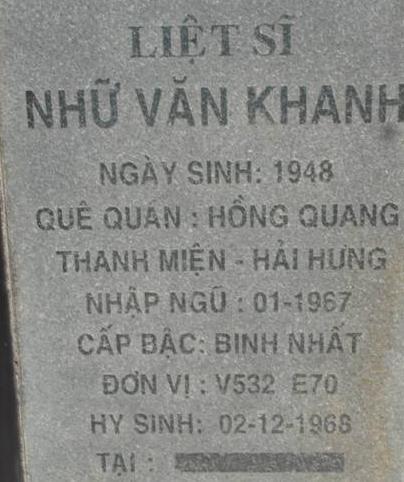 LIỆT SĨ
NHỮ VĂN KHANH
NGÀY SINH: 1948
QUÊ QUÁN : HỒNG QUANG
THANH MIỆN - HẢI HƯNG
NHẬP NGŨ : 01-1967
CẤP BẬC: BINH NHẤT
ĐƠN VỊ : V532 E70
HY SINH: 02-12-1968
TẠI :